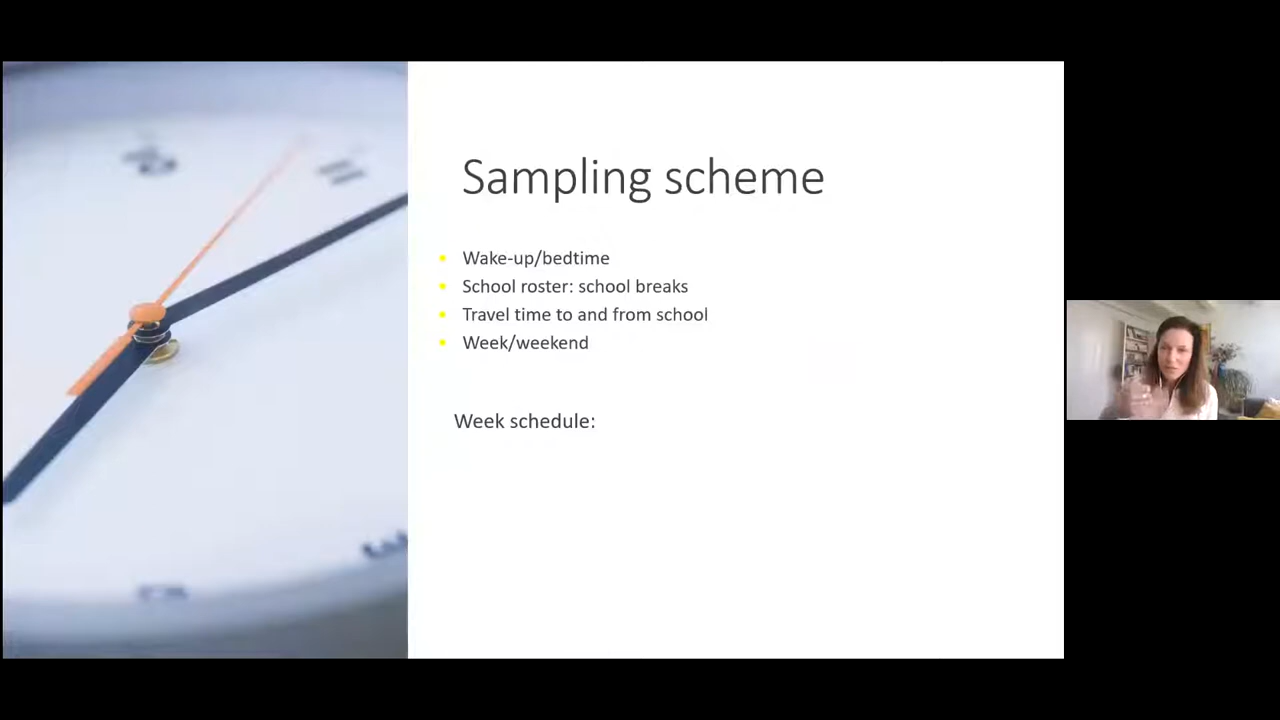 Sampling scheme
Wake-up/bedtime
School roster: school breaks
Travel time to and from school
Week/weekend
Week schedule: